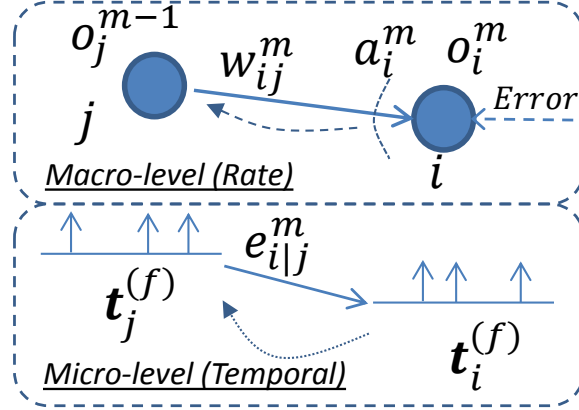 o_j^{m-1}
w_{ij}^m
a_i^m
o_i^m
Error
j
i
Macro-level (Rate)
e_{i|j}^m
t_j^{(f)}
t_i^{(f)}
Micro-level (Temporal)